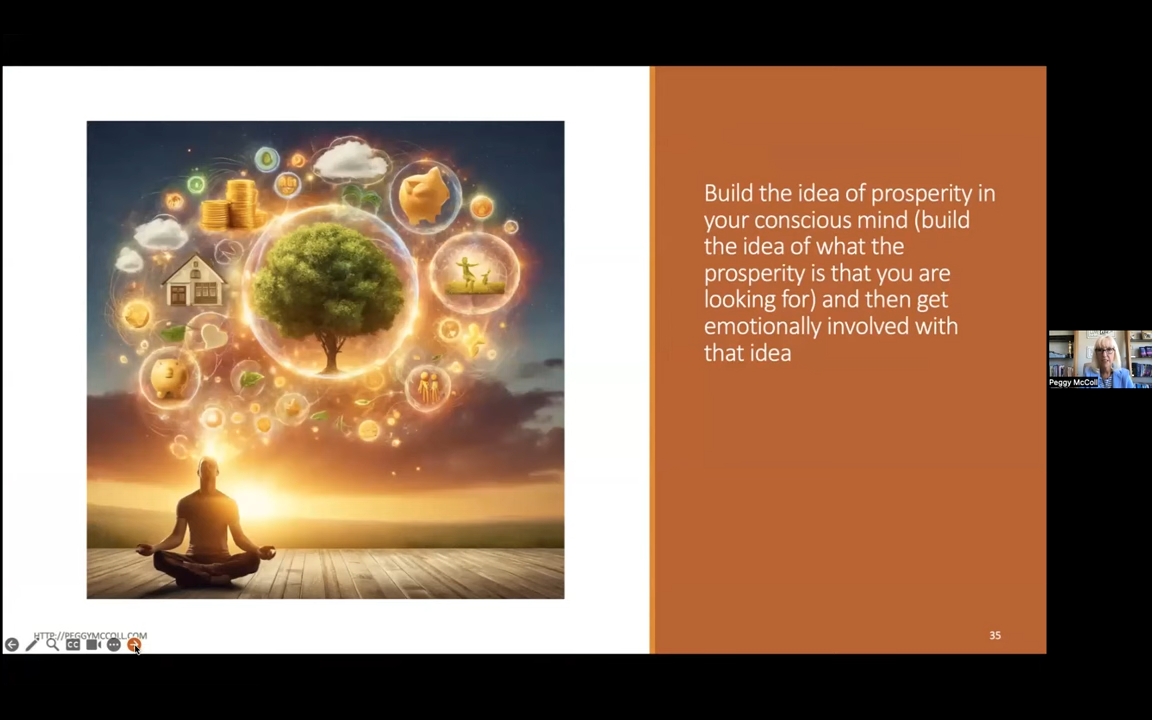 Build the idea of prosperity in
your conscious mind (build
the idea of what the
prosperity is that you are
looking for) and then get
emotionally involved with
that idea
Peggy McColl
HTTP://PEGGYMCCOLL.COM
CC
35